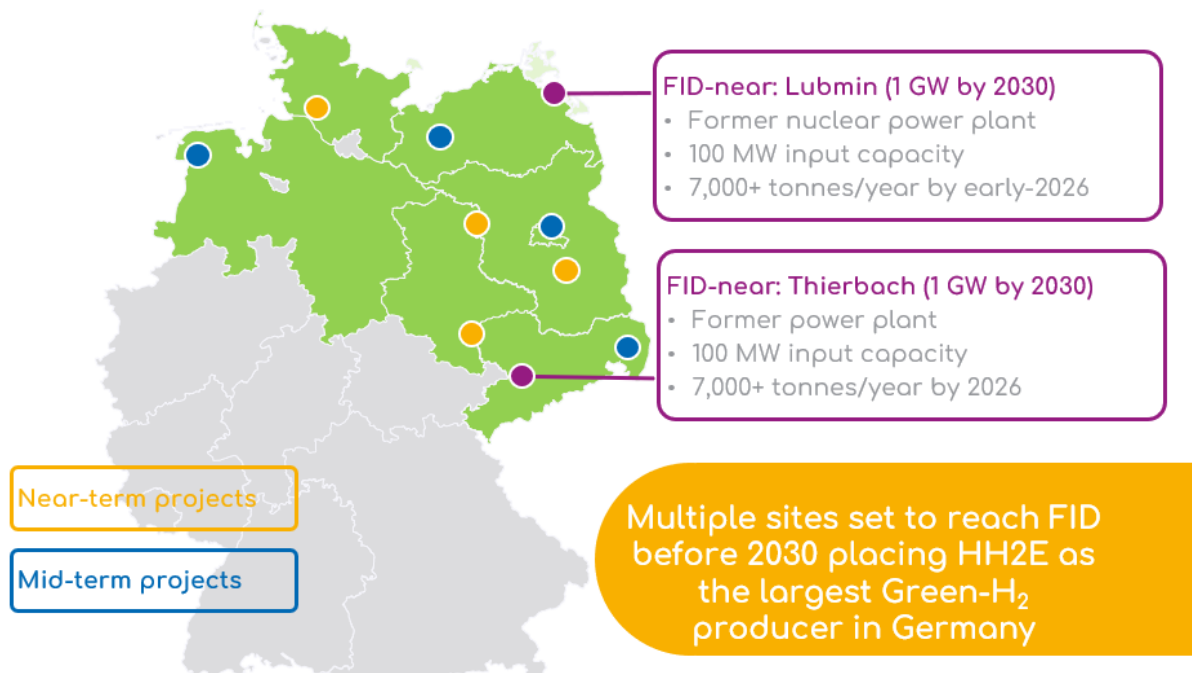 FID-near: Lubmin (1 GW by 2030)
• Former nuclear power plant
• 100 MW input capacity
• 7,000+ tonnes/year by early-2026
FID-near: Thierbach (1 GW by 2030)
• Former power plant
• 100 MW input capacity
• 7,000+ tonnes/year by 2026
Near-term projects
Mid-term projects
Multiple sites set to reach FID
before 2030 placing HH2E as
the largest Green-H₂
producer in Germany